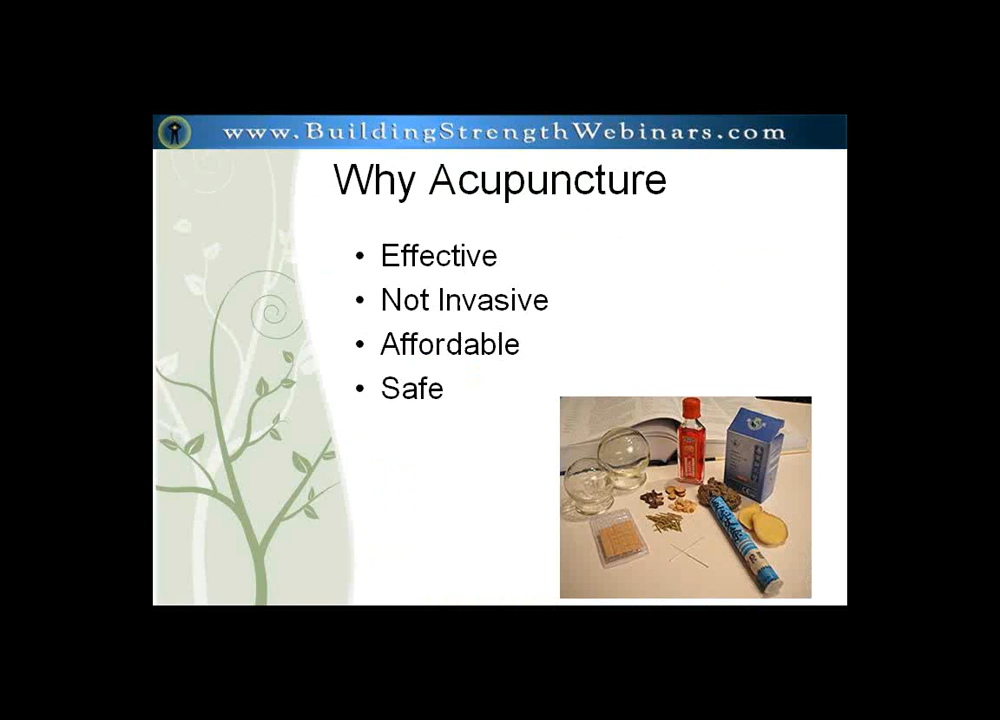 www.BuildingStrengthWebinars.com
Why Acupuncture
• Effective
• Not Invasive
• Affordable
• Safe